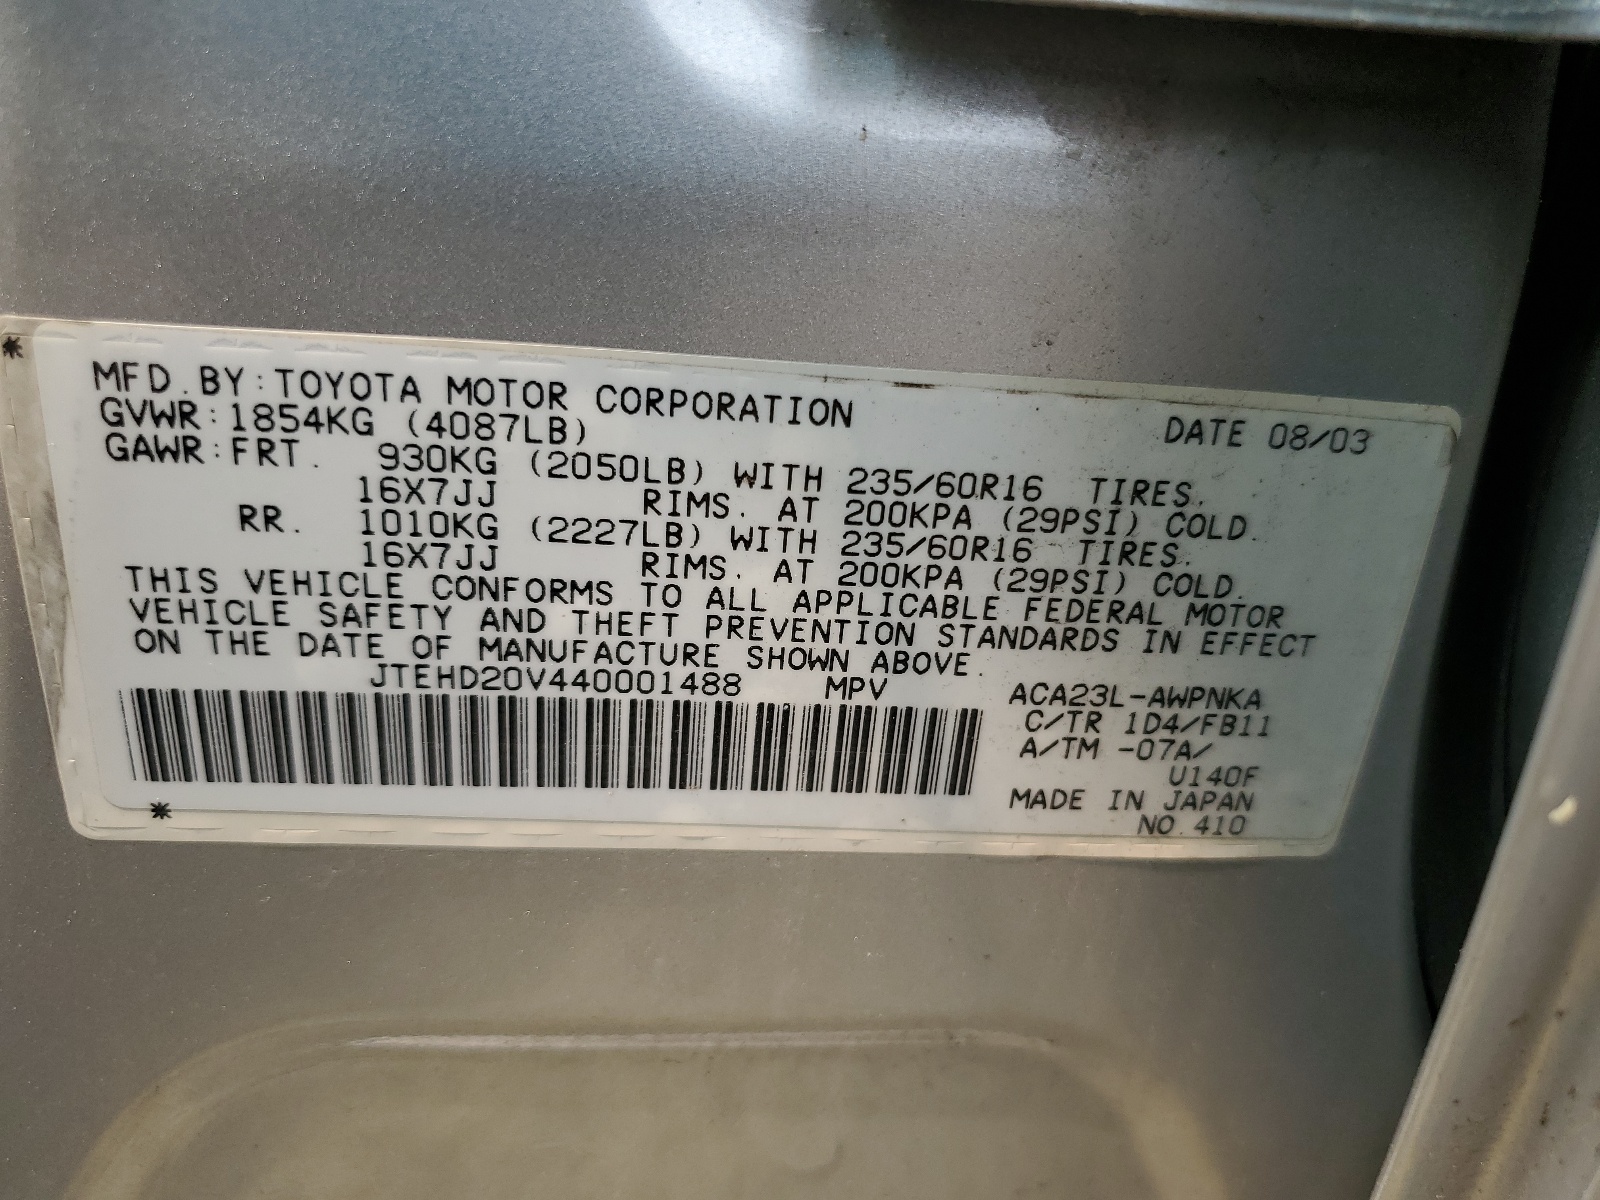 MFD.BY:TOYOTA MOTOR CORPORATION DATE 08/03
GVWR:1854KG (4087LB)
GAWR:FRT. 930KG (2050LB) WITH 235/60R16 TIRES.
16X7JJ RIMS. AT 200KPA (29PSI) COLD.
RR. 1010KG (2227LB) WITH 235/60R16 TIRES.
16X7JJ RIMS. AT 200KPA (29PSI) COLD.
THIS VEHICLE CONFORMS TO ALL APPLICABLE FEDERAL MOTOR
VEHICLE SAFETY AND THEFT PREVENTION STANDARDS IN EFFECT
ON THE DATE OF MANUFACTURE SHOWN ABOVE.
JTEHD20V440001488 MPV ACA23L-AWPNKA
C/TR 1D4/FB11
A/TM -07A/
U140F
MADE IN JAPAN
NO.410